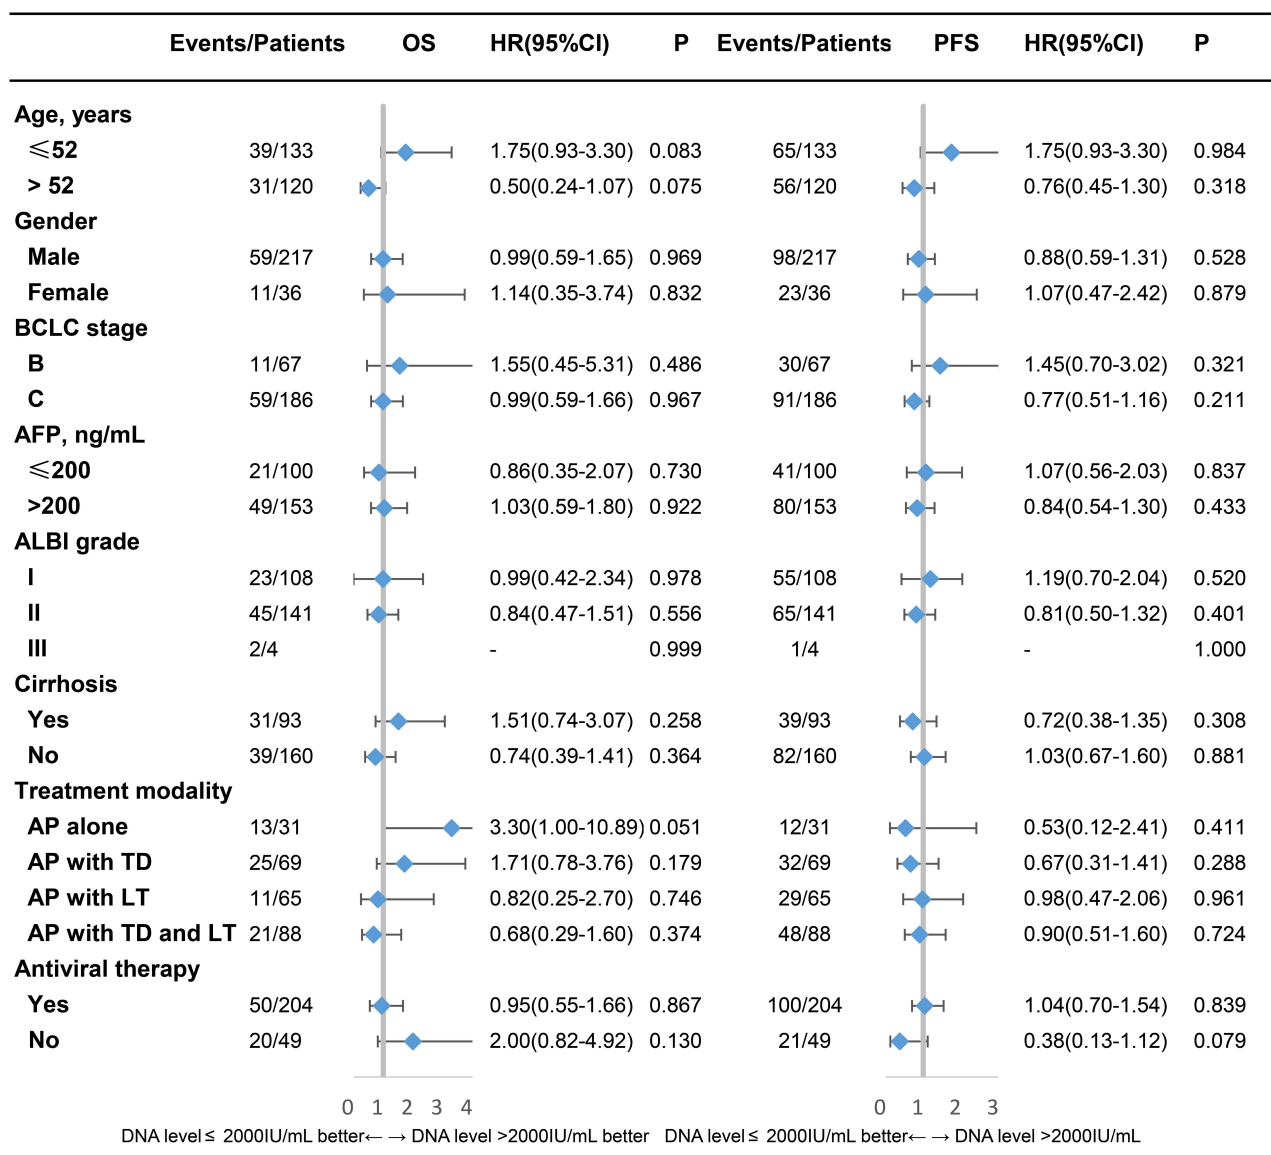 Events/Patients OS HR(95%CI) P Events/Patients PFS HR(95%CI) P
Age, years
≤52 39/133 1.75(0.93-3.30) 0.083 65/133 1.75(0.93-3.30) 0.984
> 52 31/120 0.50(0.24-1.07) 0.075 56/120 0.76(0.45-1.30) 0.318
Gender
Male 59/217 0.99(0.59-1.65) 0.969 98/217 0.88(0.59-1.31) 0.528
Female 11/36 1.14(0.35-3.74) 0.832 23/36 1.07(0.47-2.42) 0.879
BCLC stage
B 11/67 1.55(0.45-5.31) 0.486 30/67 1.45(0.70-3.02) 0.321
C 59/186 0.99(0.59-1.66) 0.967 91/186 0.77(0.51-1.16) 0.211
AFP, ng/mL
≤200 21/100 0.86(0.35-2.07) 0.730 41/100 1.07(0.56-2.03) 0.837
>200 49/153 1.03(0.59-1.80) 0.922 80/153 0.84(0.54-1.30) 0.433
ALBI grade
I 23/108 0.99(0.42-2.34) 0.978 55/108 1.19(0.70-2.04) 0.520
II 45/141 0.84(0.47-1.51) 0.556 65/141 0.81(0.50-1.32) 0.401
III 2/4 - 0.999 1/4 - 1.000
Cirrhosis
Yes 31/93 1.51(0.74-3.07) 0.258 39/93 0.72(0.38-1.35) 0.308
No 39/160 0.74(0.39-1.41) 0.364 82/160 1.03(0.67-1.60) 0.881
Treatment modality
AP alone 13/31 3.30(1.00-10.89) 0.051 12/31 0.53(0.12-2.41) 0.411
AP with TD 25/69 1.71(0.78-3.76) 0.179 32/69 0.67(0.31-1.41) 0.288
AP with LT 11/65 0.82(0.25-2.70) 0.746 29/65 0.98(0.47-2.06) 0.961
AP with TD and LT 21/88 0.68(0.29-1.60) 0.374 48/88 0.90(0.51-1.60) 0.724
Antiviral therapy
Yes 50/204 0.95(0.55-1.66) 0.867 100/204 1.04(0.70-1.54) 0.839
No 20/49 2.00(0.82-4.92) 0.130 21/49 0.38(0.13-1.12) 0.079
0 1 2 3 4 0 1 2 3
DNA level≤ 2000IU/mL better← → DNA level >2000IU/mL better DNA level≤ 2000IU/mL better← → DNA level >2000IU/mL